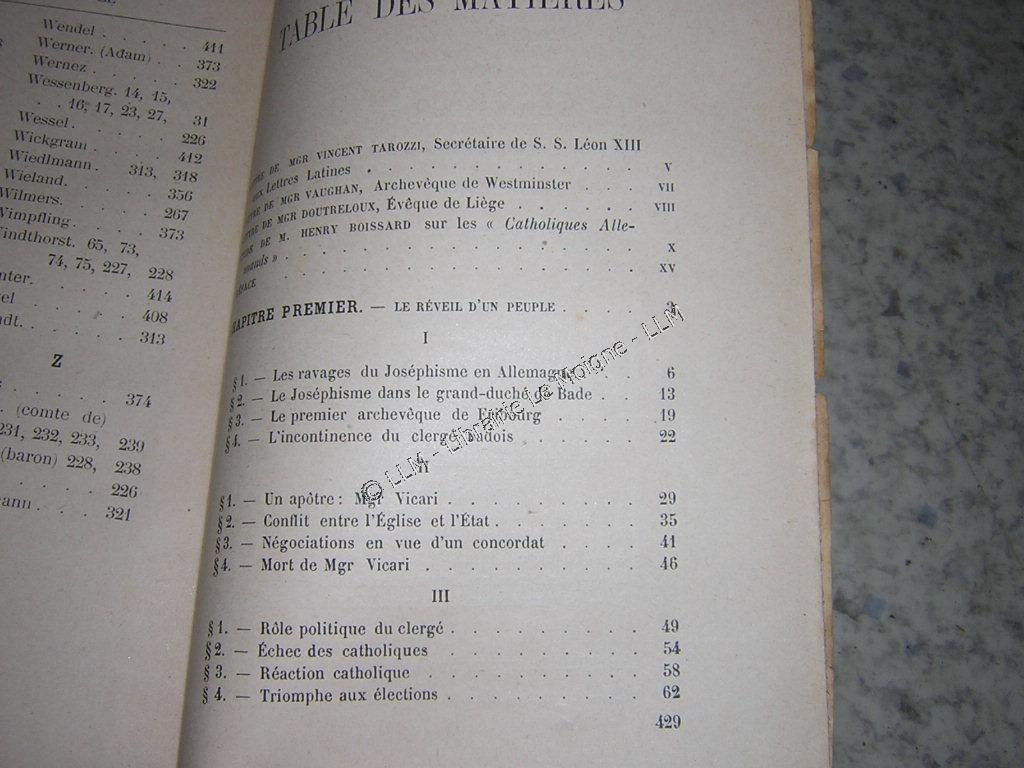 Wendel . . . . . 411
Werner. (Adam) . . 373
Wernez . . . . . 322
Wessenberg. 14, 15,
16, 17, 23, 27, 31
Wessel. . . . . 226
Wickgram . . . . 412
Wiedlmann. 313, 318
Wieland. . . . . 356
Wilmers. . . . . 267
Wimpfling. . . . 373
Windthorst. 65, 73,
74, 75, 227, 228
. . . . 414
. . . . 408
. . . . 313
Z
. . . . 374
(comte de)
231, 232, 233, 239
(baron) 228, 238
. . . . 226
. . . . 321
TABLE DES MATIÈRES
DE MGR VINCENT TAROZZI, Secrétaire de S. S. Léon XIII
aux Lettres Latines . . . . . . . . V
DE MGR VAUGHAN, Archevêque de Westminster . . . VII
DE MGR DOUTRELOUX, Évêque de Liège . . . . . VIII
DE M. HENRY BOISSARD sur les « Catholiques Alle-
mands » . . . . . . . . . . X
PRÉFACE . . . . . . . . . . XV
CHAPITRE PREMIER. — LE RÉVEIL D'UN PEUPLE . . . . 3
I
§ 1. — Les ravages du Joséphisme en Allemagne . . . 6
§ 2. — Le Joséphisme dans le grand-duché de Bade . . 13
§ 3. — Le premier archevêque de Fribourg . . . . 19
§ 4. — L'incontinence du clergé badois . . . . . 22
II
§ 1. — Un apôtre : Mgr Vicari . . . . . . . 29
§ 2. — Conflit entre l'Église et l'État . . . . . . 35
§ 3. — Négociations en vue d'un concordat . . . . 41
§ 4. — Mort de Mgr Vicari . . . . . . . . 46
III
§ 1. — Rôle politique du clergé . . . . . . . 49
§ 2. — Échec des catholiques . . . . . . . 54
§ 3. — Réaction catholique . . . . . . . . 58
§ 4. — Triomphe aux élections . . . . . . . 62
429
© LLM - Librairie Le Moigne - LLM